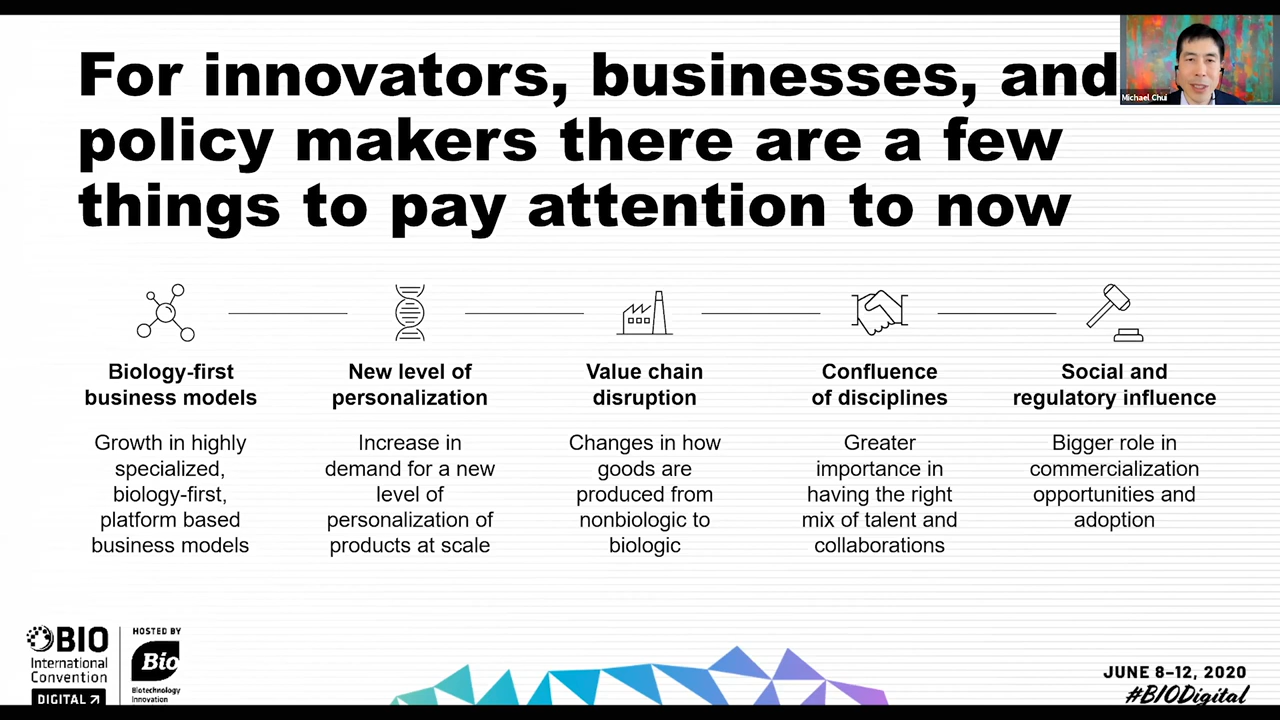 For innovators, businesses, and
policy makers there are a few
things to pay attention to now
Michael Chui
Biology-first
business models
Growth in highly
specialized,
biology-first,
platform based
business models
New level of
personalization
Increase in
demand for a new
level of
personalization of
products at scale
Value chain
disruption
Changes in how
goods are
produced from
nonbiologic to
biologic
Confluence
of disciplines
Greater
importance in
having the right
mix of talent and
collaborations
Social and
regulatory influence
Bigger role in
commercialization
opportunities and
adoption
BIO
International
Convention
DIGITAL
HOSTED BY
Bio
Biotechnology
Innovation
JUNE 8–12, 2020
#BIODigital